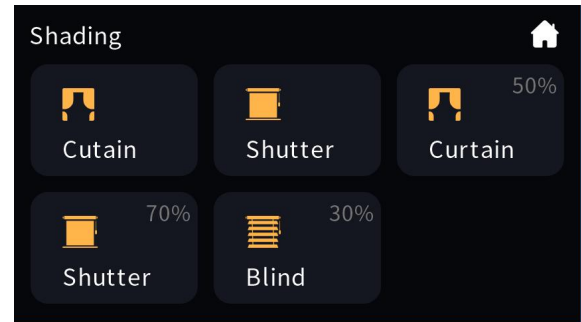 Shading
Cutain
Shutter
50%
Curtain
70%
Shutter
30%
Blind